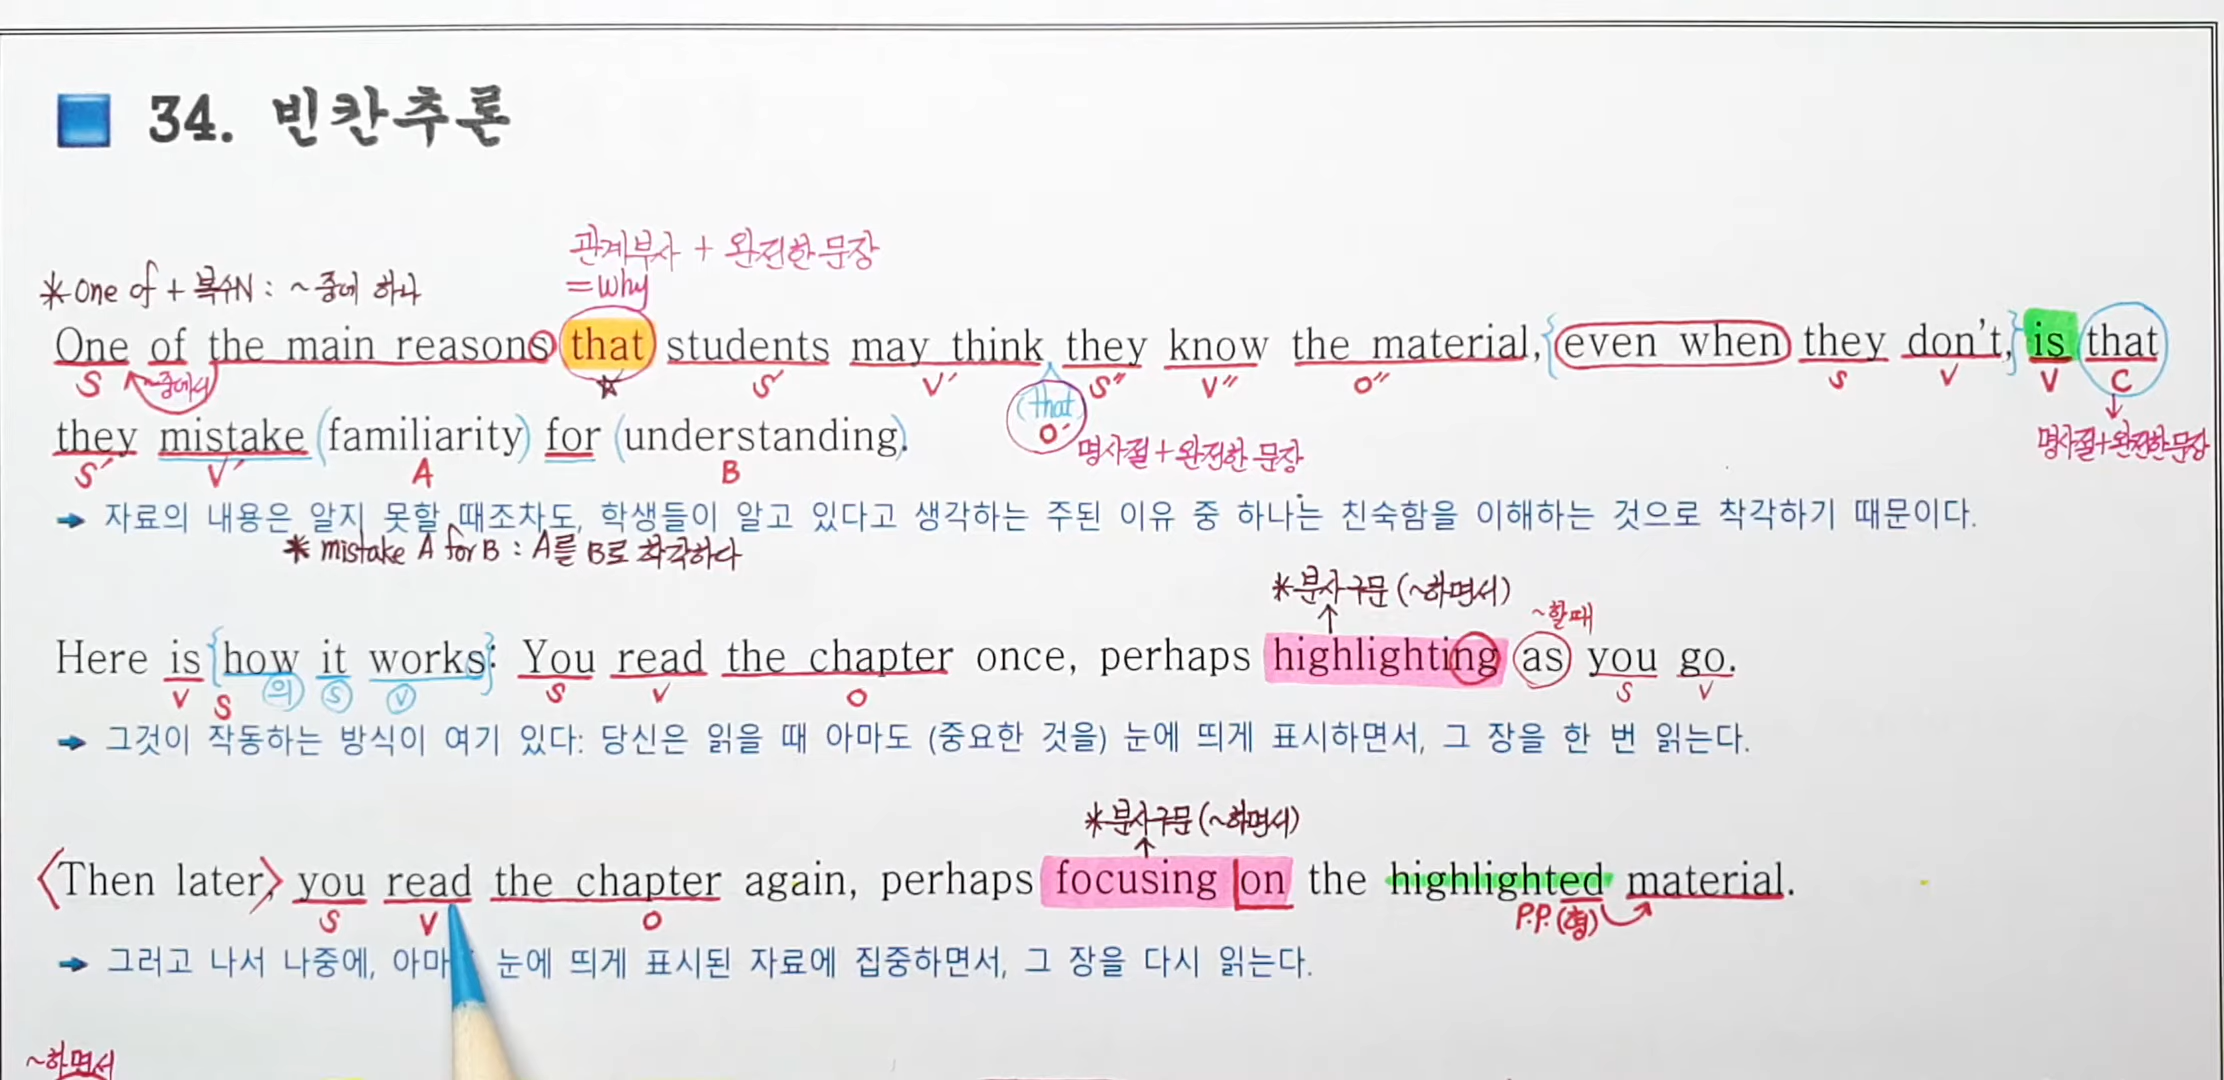 34. 빈칸추론
관계부사 + 완전한 문장
*One of + 복수N : ~중에 하나
=why
One of the main reasons that students may think they know the material, {even when they don't,} is that
S ~중에서 S' V' S" V" O" S V V C
(that)
O'
they mistake (familiarity) for (understanding).
명사절+완전한 문장
명사절+완전한 문장
S' V' A B
➔ 자료의 내용은 알지 못할 때조차도, 학생들이 알고 있다고 생각하는 주된 이유 중 하나는 친숙함을 이해하는 것으로 착각하기 때문이다.
* mistake A for B : A를 B로 착각하다
*분사구문 (~하면서)
~할 때
Here is {how it works}: You read the chapter once, perhaps highlighting as you go.
V S 의 S V S V O S V
➔ 그것이 작동하는 방식이 여기 있다: 당신은 읽을 때 아마도 (중요한 것을) 눈에 띄게 표시하면서, 그 장을 한 번 읽는다.
*분사구문 (~하면서)
<Then later,> you read the chapter again, perhaps focusing on the highlighted material.
S V O P.P.(형)
➔ 그러고 나서 나중에, 아마 눈에 띄게 표시된 자료에 집중하면서, 그 장을 다시 읽는다.
~하면서